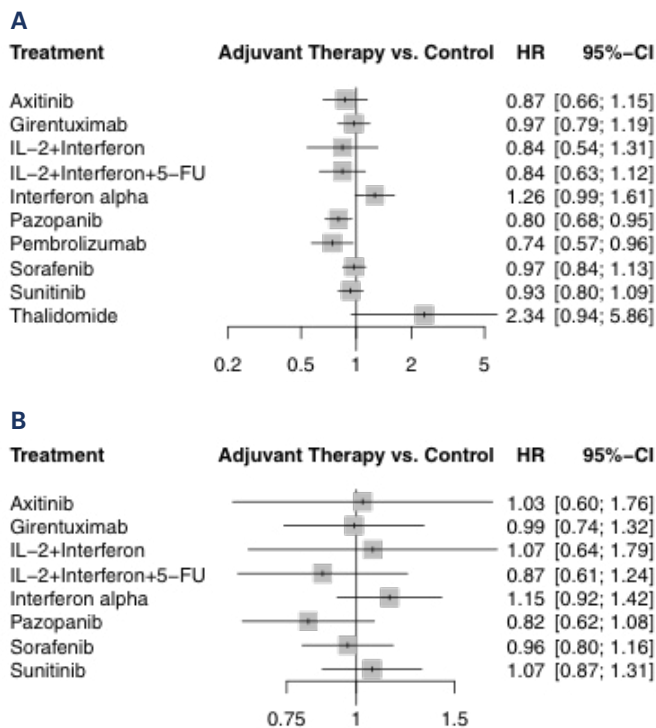 A
Treatment Adjuvant Therapy vs. Control HR 95%−CI
Axitinib 0.87 [0.66; 1.15]
Girentuximab 0.97 [0.79; 1.19]
IL−2+Interferon 0.84 [0.54; 1.31]
IL−2+Interferon+5−FU 0.84 [0.63; 1.12]
Interferon alpha 1.26 [0.99; 1.61]
Pazopanib 0.80 [0.68; 0.95]
Pembrolizumab 0.74 [0.57; 0.96]
Sorafenib 0.97 [0.84; 1.13]
Sunitinib 0.93 [0.80; 1.09]
Thalidomide 2.34 [0.94; 5.86]
0.2 0.5 1 2 5
B
Treatment Adjuvant Therapy vs. Control HR 95%−CI
Axitinib 1.03 [0.60; 1.76]
Girentuximab 0.99 [0.74; 1.32]
IL−2+Interferon 1.07 [0.64; 1.79]
IL−2+Interferon+5−FU 0.87 [0.61; 1.24]
Interferon alpha 1.15 [0.92; 1.42]
Pazopanib 0.82 [0.62; 1.08]
Sorafenib 0.96 [0.80; 1.16]
Sunitinib 1.07 [0.87; 1.31]
0.75 1 1.5